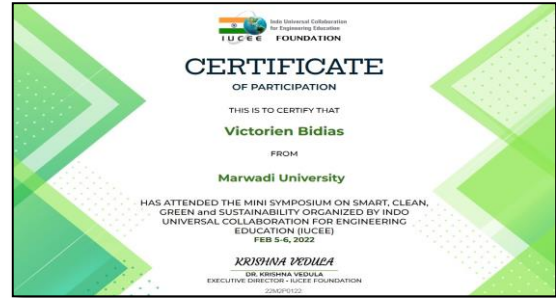 Indo Universal Collaboration
for Engineering Education
IUCEE FOUNDATION
CERTIFICATE
OF PARTICIPATION
THIS IS TO CERTIFY THAT
Victorien Bidias
FROM
Marwadi University
HAS ATTENDED THE MINI SYMPOSIUM ON SMART, CLEAN,
GREEN and SUSTAINABILITY ORGANIZED BY INDO
UNIVERSAL COLLABORATION FOR ENGINEERING
EDUCATION (IUCEE)
FEB 5-6, 2022
KRISHNA VEDULA
DR. KRISHNA VEDULA
EXECUTIVE DIRECTOR - IUCEE FOUNDATION
22M2P0122